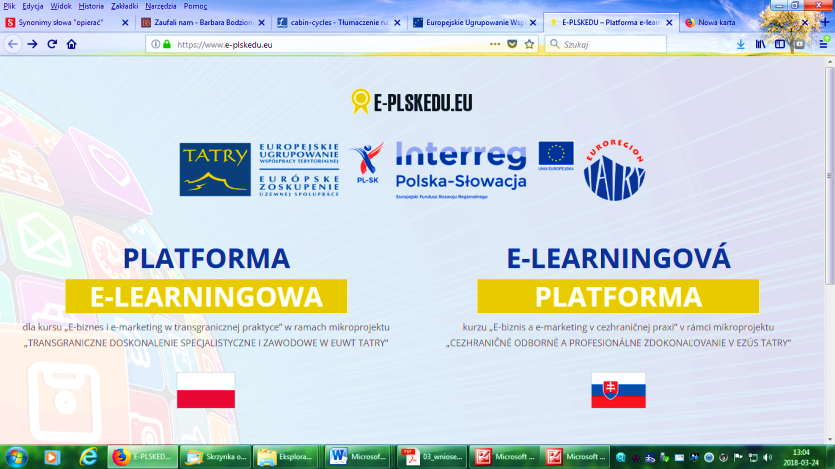 Plik Edycja Widok Historia Zakładki Narzędzia Pomoc
Synonimy słowa "opierać"
Zaufali nam - Barbara Bodzion
cabin-cycles - Tłumaczenie na
Europejskie Ugrupowanie Wsp
E-PLSKEDU – Platforma e-lear
Nowa karta
https://www.e-plskedu.eu
Szukaj
E-PLSKEDU.EU
TATRY
EUROPEJSKIE
UGRUPOWANIE
WSPÓŁPRACY TERYTORIALNEJ
EURÓPSKE
ZOSKUPENIE
ÚZEMNEJ SPOLUPRÁCE
PL-SK
Interreg
Polska-Słowacja
Europejski Fundusz Rozwoju Regionalnego
UNIA EUROPEJSKA
EUROREGION
TATRY
PLATFORMA
E-LEARNINGOWA
dla kursu „E-biznes i e-marketing w transgranicznej praktyce" w ramach mikroprojektu
„TRANSGRANICZNE DOSKONALENIE SPECJALISTYCZNE I ZAWODOWE W EUWT TATRY"
E-LEARNINGOVÁ
PLATFORMA
kurzu „E-biznis a e-marketing v cezhraničnej praxi" v rámci mikroprojektu
„CEZHRANIČNÉ ODBORNÉ A PROFESIONÁLNE ZDOKONAĽOVANIE V EZÚS TATRY"
E-PLSKED...
Skrzynka o...
Eksplora...
Microsof...
03_wniose...
Microsoft ...
Microsoft ...
13:04
2018-03-24